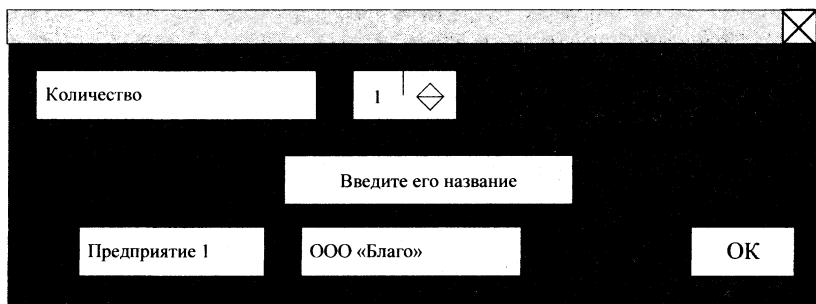 Количество
1
Введите его название
Предприятие 1
ООО «Благо»
ОК